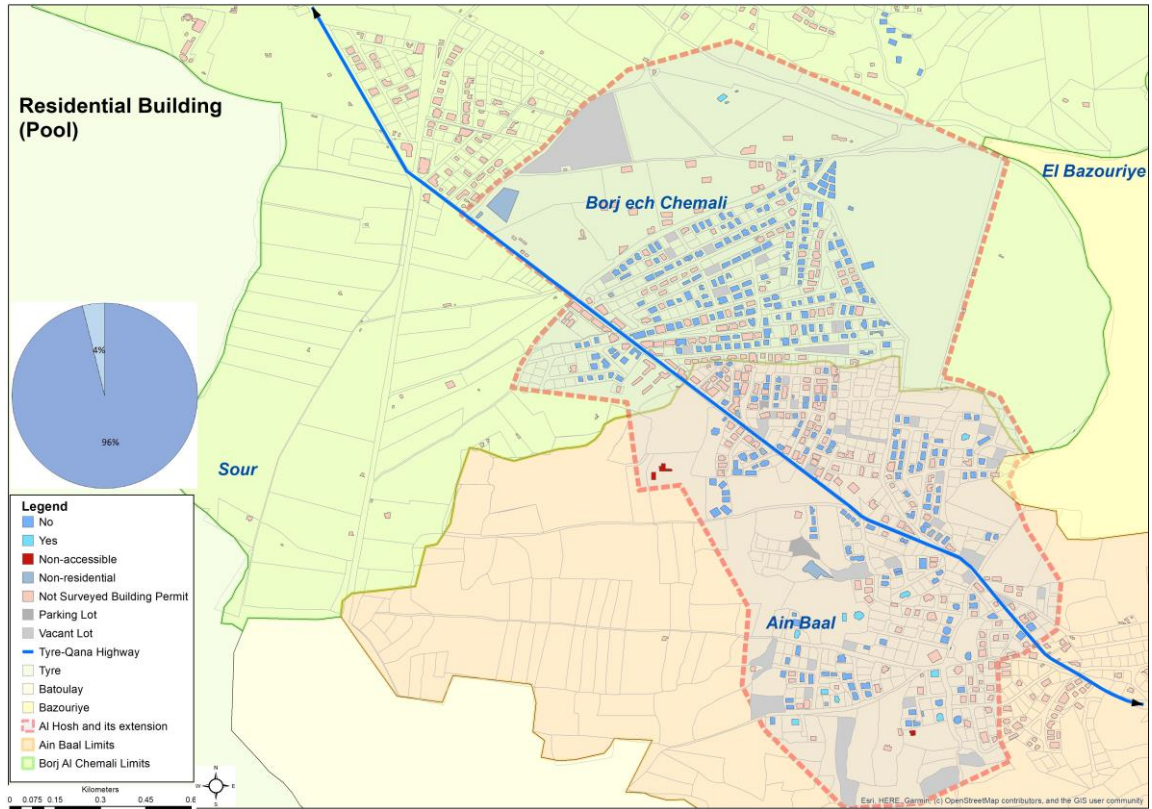 Residential Building
(Pool)
El Bazouriye
Borj ech Chemali
4%
96%
Sour
Ain Baal
Legend
No
Yes
Non-accessible
Non-residential
Not Surveyed Building Permit
Parking Lot
Vacant Lot
Tyre-Qana Highway
Tyre
Batoulay
Bazouriye
Al Hosh and its extension
Ain Baal Limits
Borj Al Chemali Limits
Kilometers
0 0.075 0.15 0.3 0.45 0.6
N
W E
S
Esri, HERE, Garmin, (c) OpenStreetMap contributors, and the GIS user community